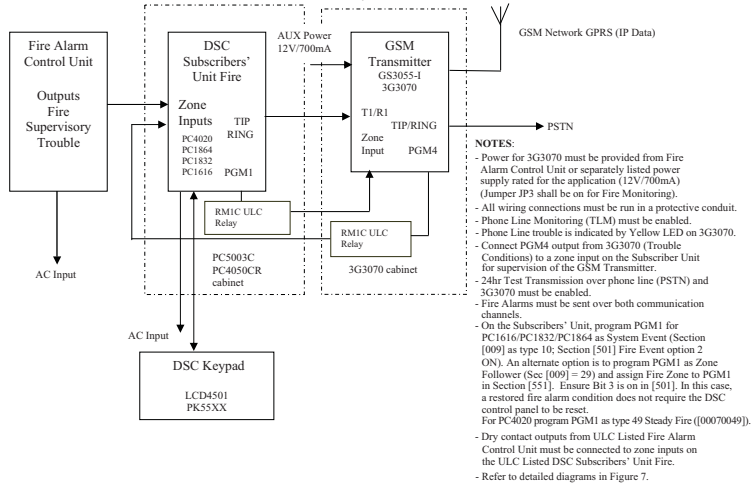 Fire Alarm
Control Unit
Outputs
Fire
Supervisory
Trouble
AC Input
DSC
Subscribers'
Unit Fire
Zone
Inputs
TIP
RING
PC4020
PC1864
PC1832
PC1616
PGM1
RM1C ULC
Relay
PC5003C
PC4050CR
cabinet
AC Input
DSC Keypad
LCD4501
PK55XX
AUX Power
12V/700mA
GSM
Transmitter
GS3055-I
3G3070
T1/R1
TIP/RING
Zone
Input
PGM4
RM1C ULC
Relay
3G3070 cabinet
GSM Network GPRS (IP Data)
PSTN
NOTES:
- Power for 3G3070 must be provided from Fire
Alarm Control Unit or separately listed power
supply rated for the application (12V/700mA)
(Jumper JP3 shall be on for Fire Monitoring).
- All wiring connections must be run in a protective conduit.
- Phone Line Monitoring (TLM) must be enabled.
- Phone Line trouble is indicated by Yellow LED on 3G3070.
- Connect PGM4 output from 3G3070 (Trouble
Conditions) to a zone input on the Subscriber Unit
for supervision of the GSM Transmitter.
- 24hr Test Transmission over phone line (PSTN) and
3G3070 must be enabled.
- Fire Alarms must be sent over both communication
channels.
- On the Subscribers' Unit, program PGM1 for
PC1616/PC1832/PC1864 as System Event (Section
[009] as type 10; Section [501] Fire Event option 2
ON). An alternate option is to program PGM1 as Zone
Follower (Sec [009] = 29) and assign Fire Zone to PGM1
in Section [551]. Ensure Bit 3 is on in [501]. In this case,
a restored fire alarm condition does not require the DSC
control panel to be reset.
For PC4020 program PGM1 as type 49 Steady Fire ([00070049]).
- Dry contact outputs from ULC Listed Fire Alarm
Control Unit must be connected to zone inputs on
the ULC Listed DSC Subscribers' Unit Fire.
- Refer to detailed diagrams in Figure 7.